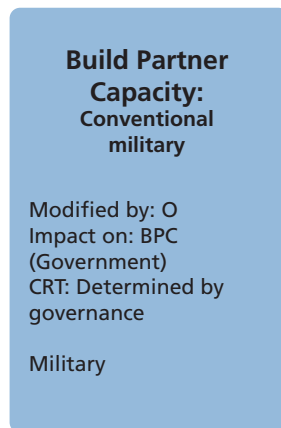 Build Partner
Capacity:
Conventional
military
Modified by: O
Impact on: BPC
(Government)
CRT: Determined by
governance
Military